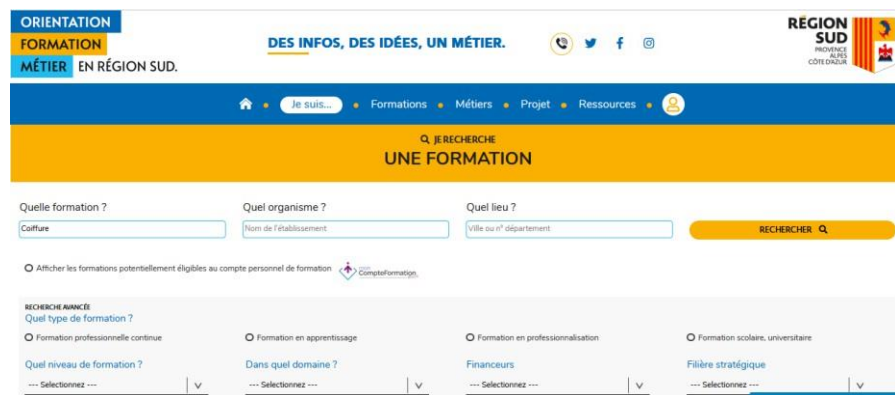 ORIENTATION
FORMATION
MÉTIER EN RÉGION SUD.
DES INFOS, DES IDÉES, UN MÉTIER.
RÉGION
SUD
PROVENCE
ALPES
CÔTE D'AZUR
Je suis... Formations Métiers Projet Ressources
JE RECHERCHE
UNE FORMATION
Quelle formation ? Quel organisme ? Quel lieu ?
Coiffure Nom de l'établissement Ville ou n° département RECHERCHER
Afficher les formations potentiellement éligibles au compte personnel de formation
CompteFormation
RECHERCHE AVANCÉE
Quel type de formation ?
Formation professionnelle continue Formation en apprentissage Formation en professionnalisation Formation scolaire, universitaire
Quel niveau de formation ? Dans quel domaine ? Financeurs Filière stratégique
--- Selectionnez --- --- Selectionnez --- --- Selectionnez --- --- Selectionnez ---